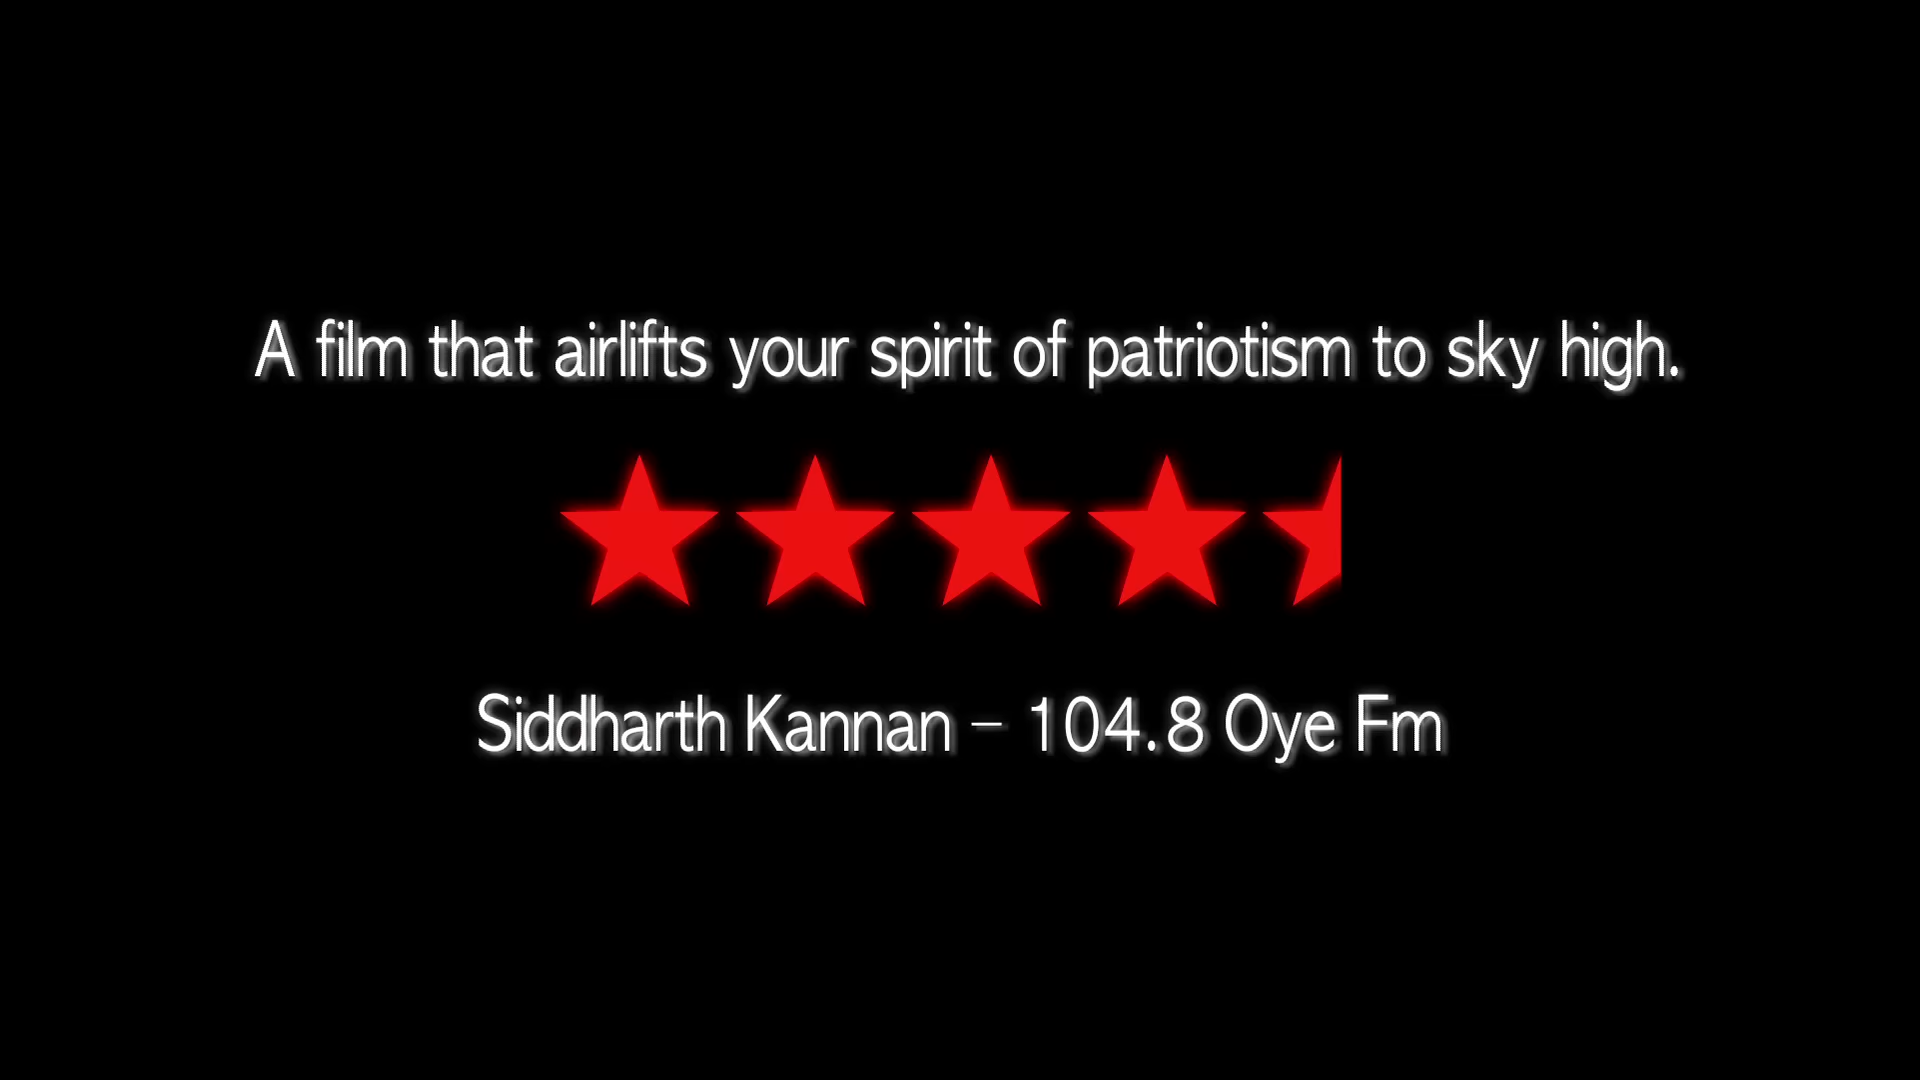 A film that airlifts your spirit of patriotism to sky high.
Siddharth Kannan – 104.8 Oye Fm